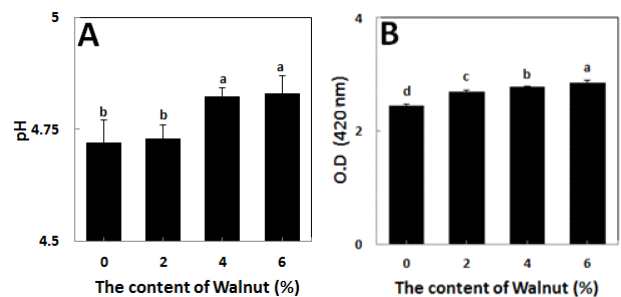 A
5
4.75
4.5
pH
b
b
a
a
0 2 4 6
The content of Walnut (%)
B
4
2
0
O.D (420 nm)
d
c
b
a
0 2 4 6
The content of Walnut (%)